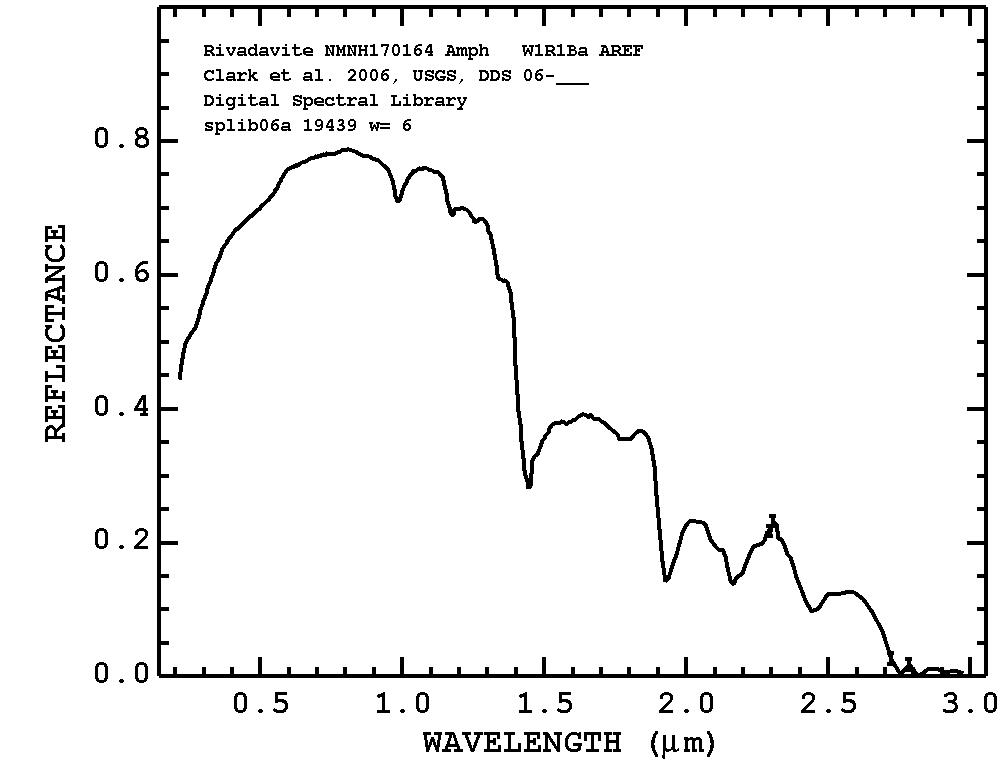 Rivadavite NMNH170164 Amph W1R1Ba AREF
Clark et al. 2006, USGS, DDS 06-___
Digital Spectral Library
splib06a 19439 w= 6
0.8
0.6
0.4
0.2
0.0
REFLECTANCE
0.5 1.0 1.5 2.0 2.5 3.0
WAVELENGTH (μm)